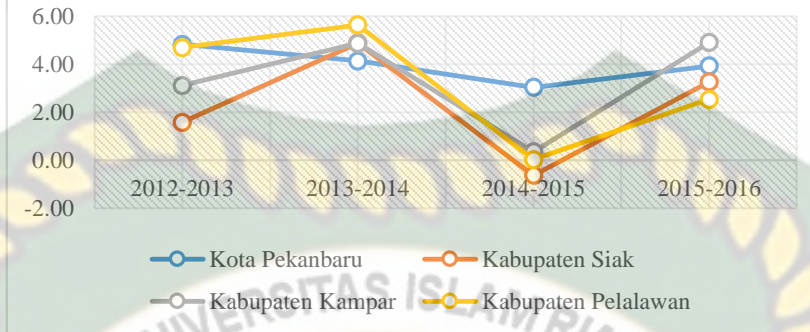 6.00
4.00
2.00
0.00
-2.00
2012-2013 2013-2014 2014-2015 2015-2016
Kota Pekanbaru Kabupaten Siak
Kabupaten Kampar Kabupaten Pelalawan
UNIVERSITAS ISLAM